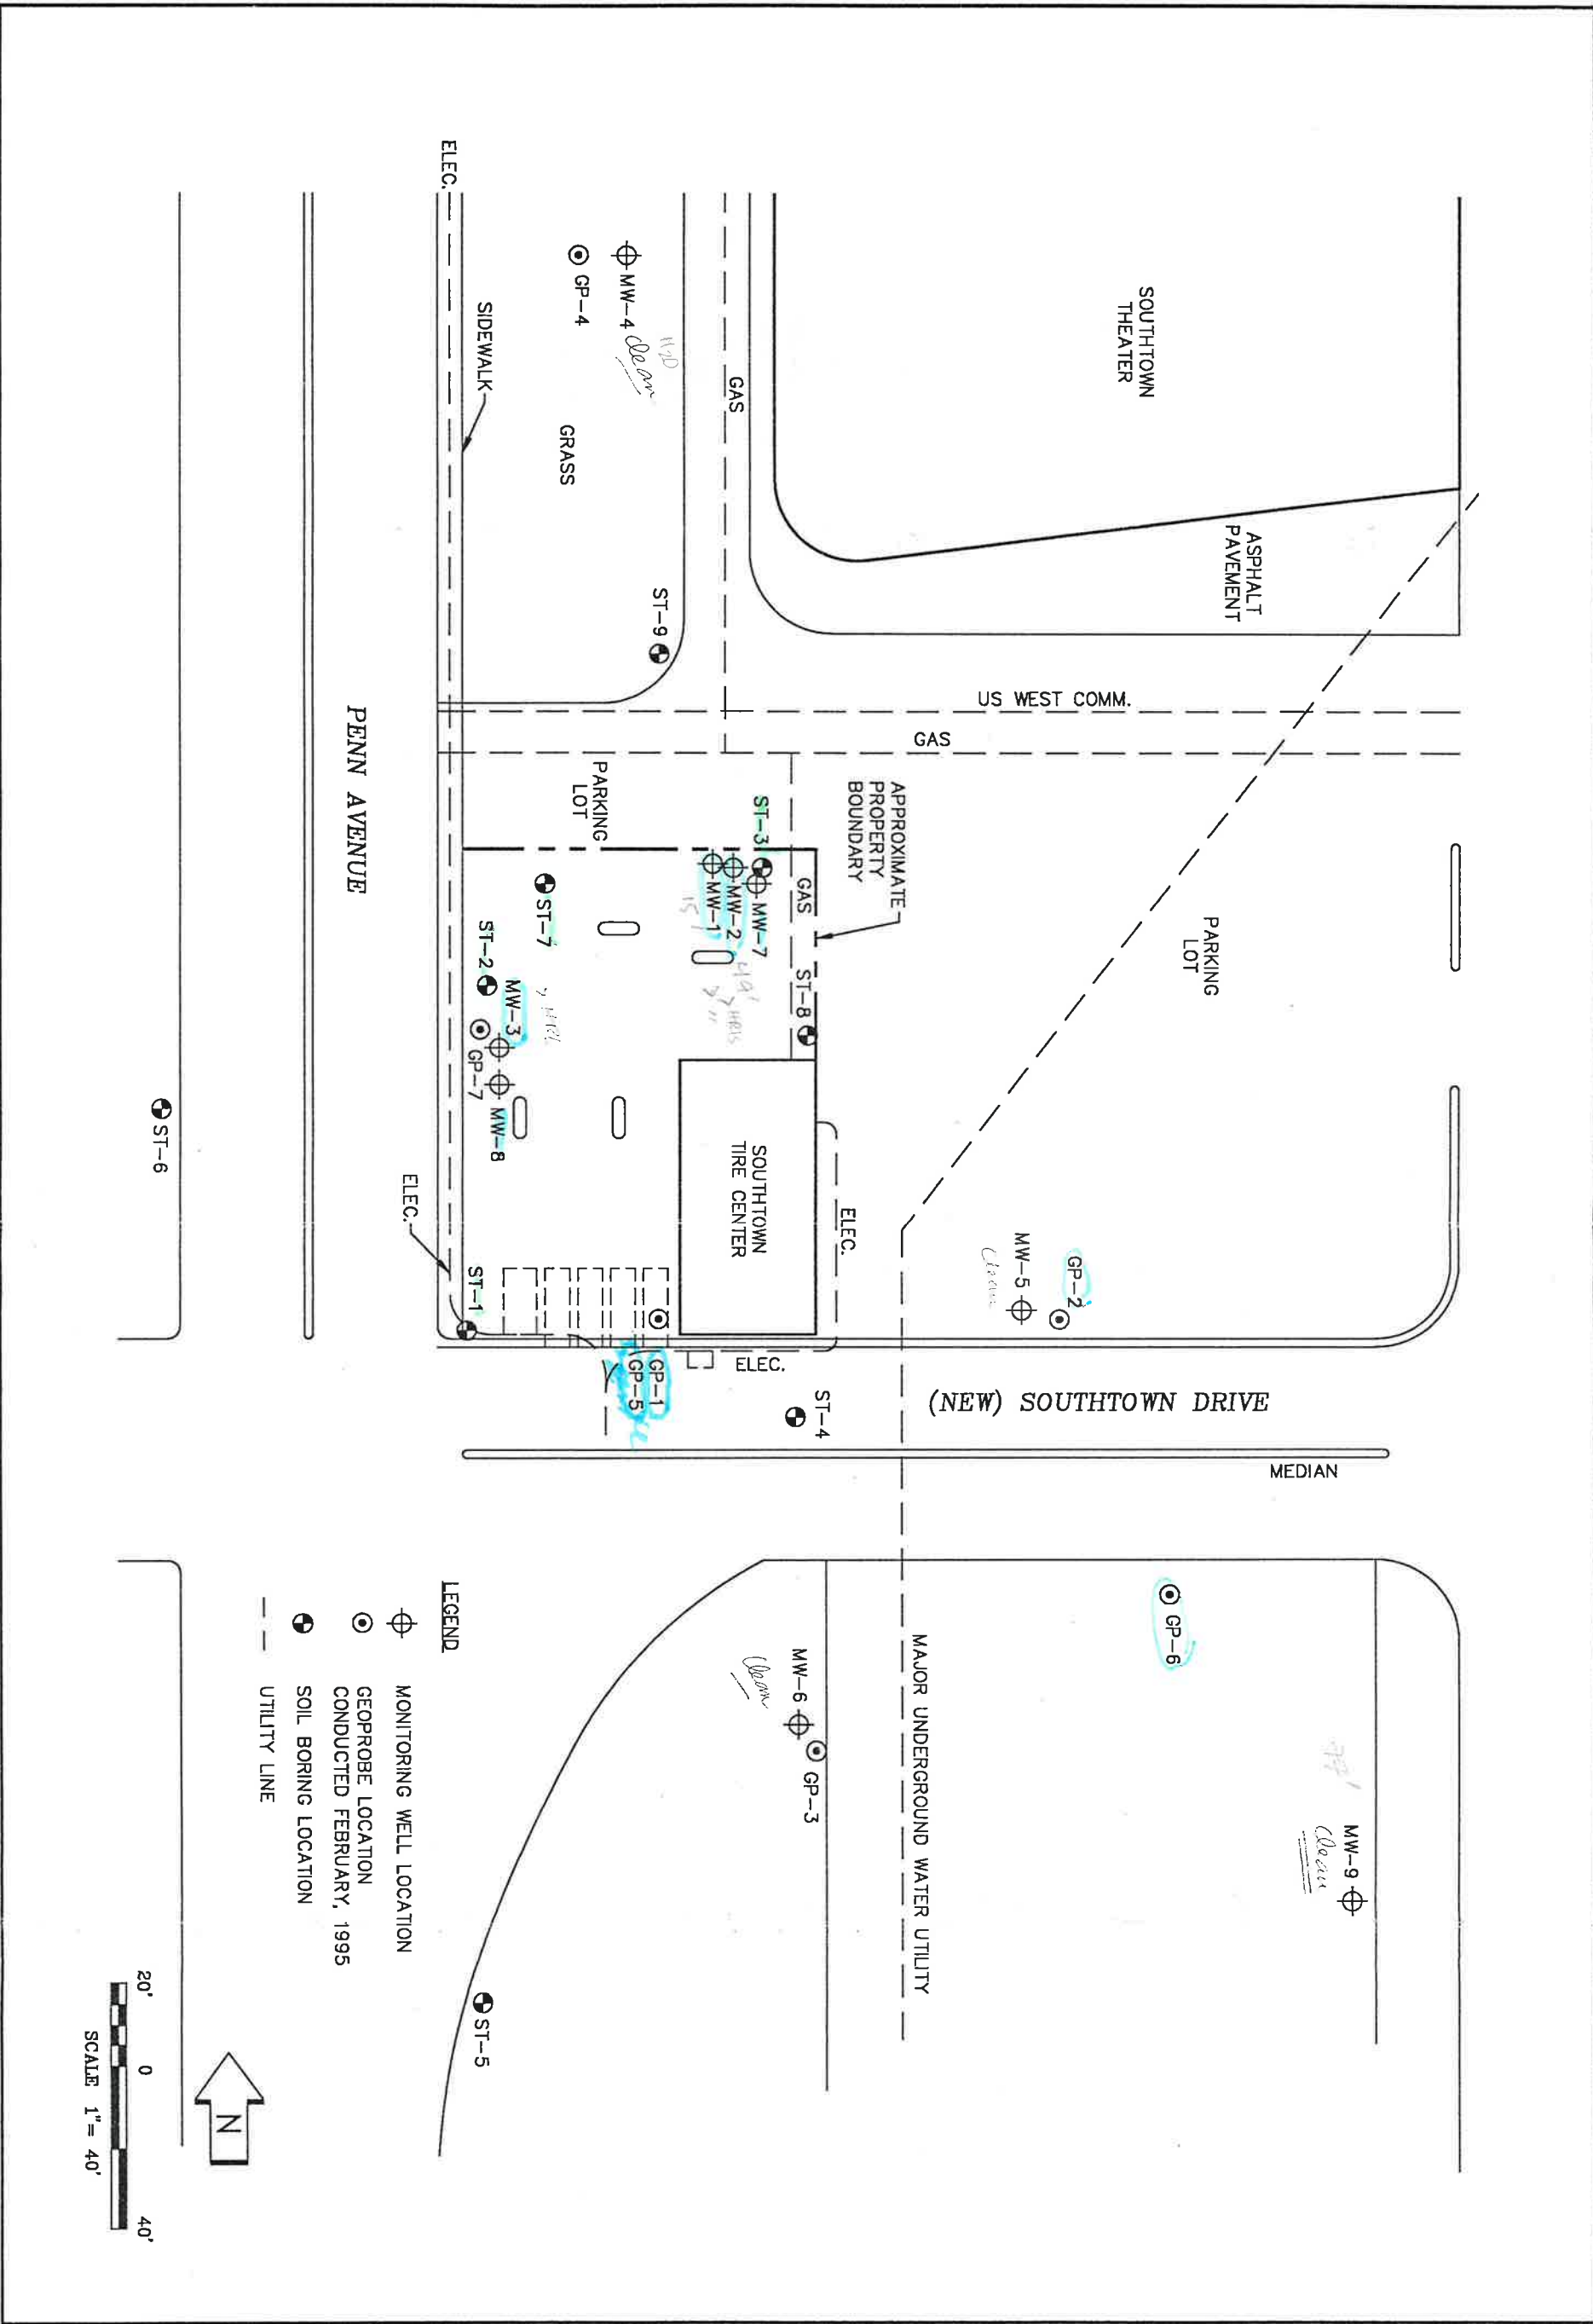 SOUTHTOWN
THEATER
ASPHALT
PAVEMENT
ELEC.
SIDEWALK
GRASS
GAS
MW-4 clean
H2O
GP-4
ST-9
US WEST COMM.
GAS
PENN AVENUE
PARKING
LOT
APPROXIMATE
PROPERTY
BOUNDARY
PARKING
LOT
ST-3
GAS
MW-7
MW-2
49'
MW-1
15'
ST-8
ST-7
ST-2
MW-3
GP-7
MW-8
SOUTHTOWN
TIRE CENTER
ELEC.
ELEC.
ST-1
ST-6
MW-5
Clean
GP-2
GP-1
GP-5
ELEC.
ST-4
(NEW) SOUTHTOWN DRIVE
MEDIAN
GP-6
MW-6
Clean
GP-3
MAJOR UNDERGROUND WATER UTILITY
77'
MW-9
Clean
ST-5
LEGEND
MONITORING WELL LOCATION
GEOPROBE LOCATION
CONDUCTED FEBRUARY, 1995
SOIL BORING LOCATION
UTILITY LINE
N
20' 0 40'
SCALE 1"= 40'